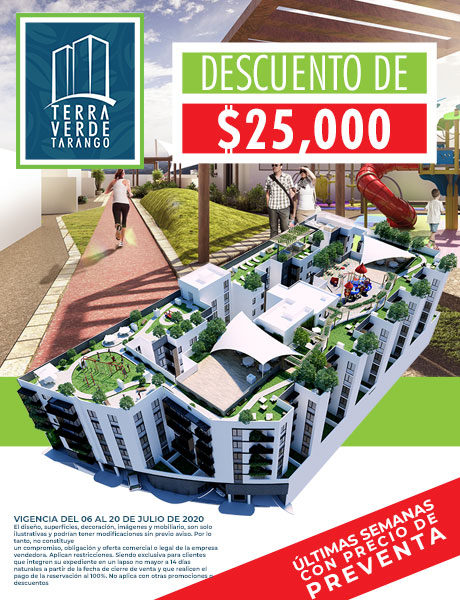 TERRA
VERDE
TARANGO
DESCUENTO DE
$25,000
VIGENCIA DEL 06 AL 20 DE JULIO DE 2020
El diseño, superficies, decoración, imágenes y mobiliario, son solo
ilustrativas y podrían tener modificaciones sin previo aviso. Por lo
tanto, no constituye
un compromiso, obligación y oferta comercial o legal de la empresa
vendedora. Aplican restricciones. Siendo exclusiva para clientes
que integren su expediente en un lapso no mayor a 14 días
naturales a partir de la fecha de cierre de venta y que realicen el
pago de la reservación al 100%. No aplica con otras promociones o
descuentos
ÚLTIMAS SEMANAS
CON PRECIO DE
PREVENTA